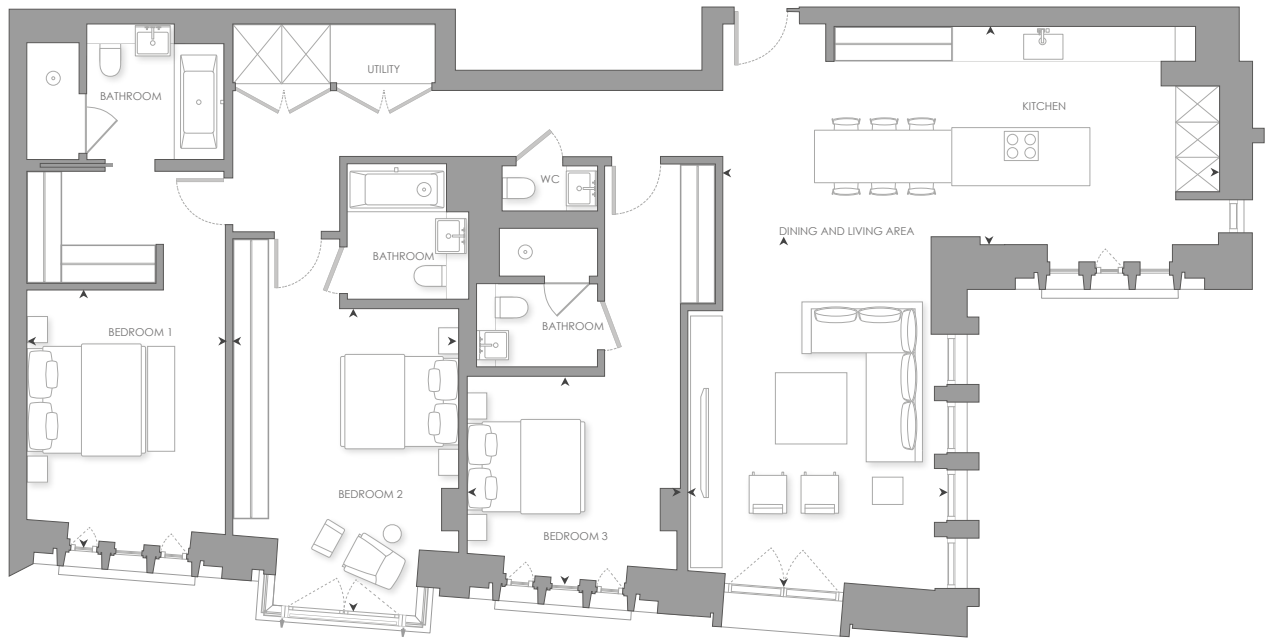 UTILITY
BATHROOM
KITCHEN
WC
DINING AND LIVING AREA
BATHROOM
BATHROOM
BEDROOM 1
BEDROOM 2
BEDROOM 3